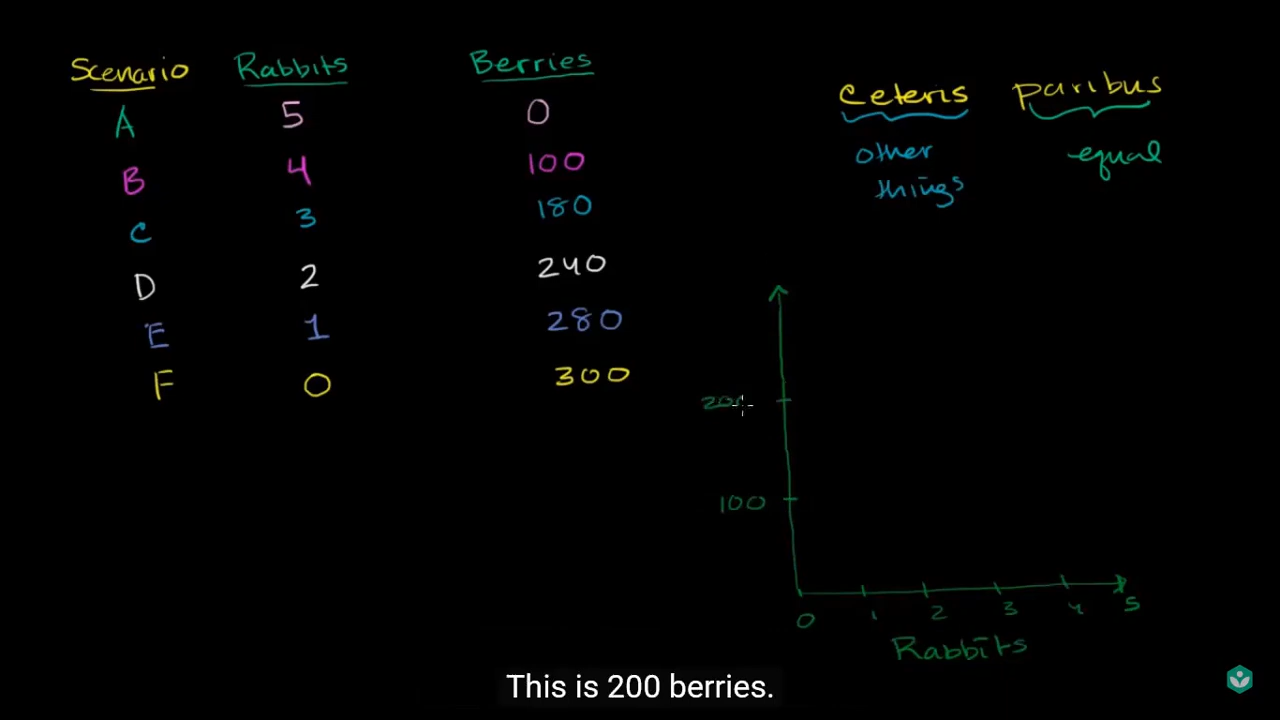 Scenario Rabbits Berries
A 5 0
B 4 100
C 3 180
D 2 240
E 1 280
F 0 300
Ceteris paribus
other equal
things
200
100
0 1 2 3 4 5
Rabbits
This is 200 berries.